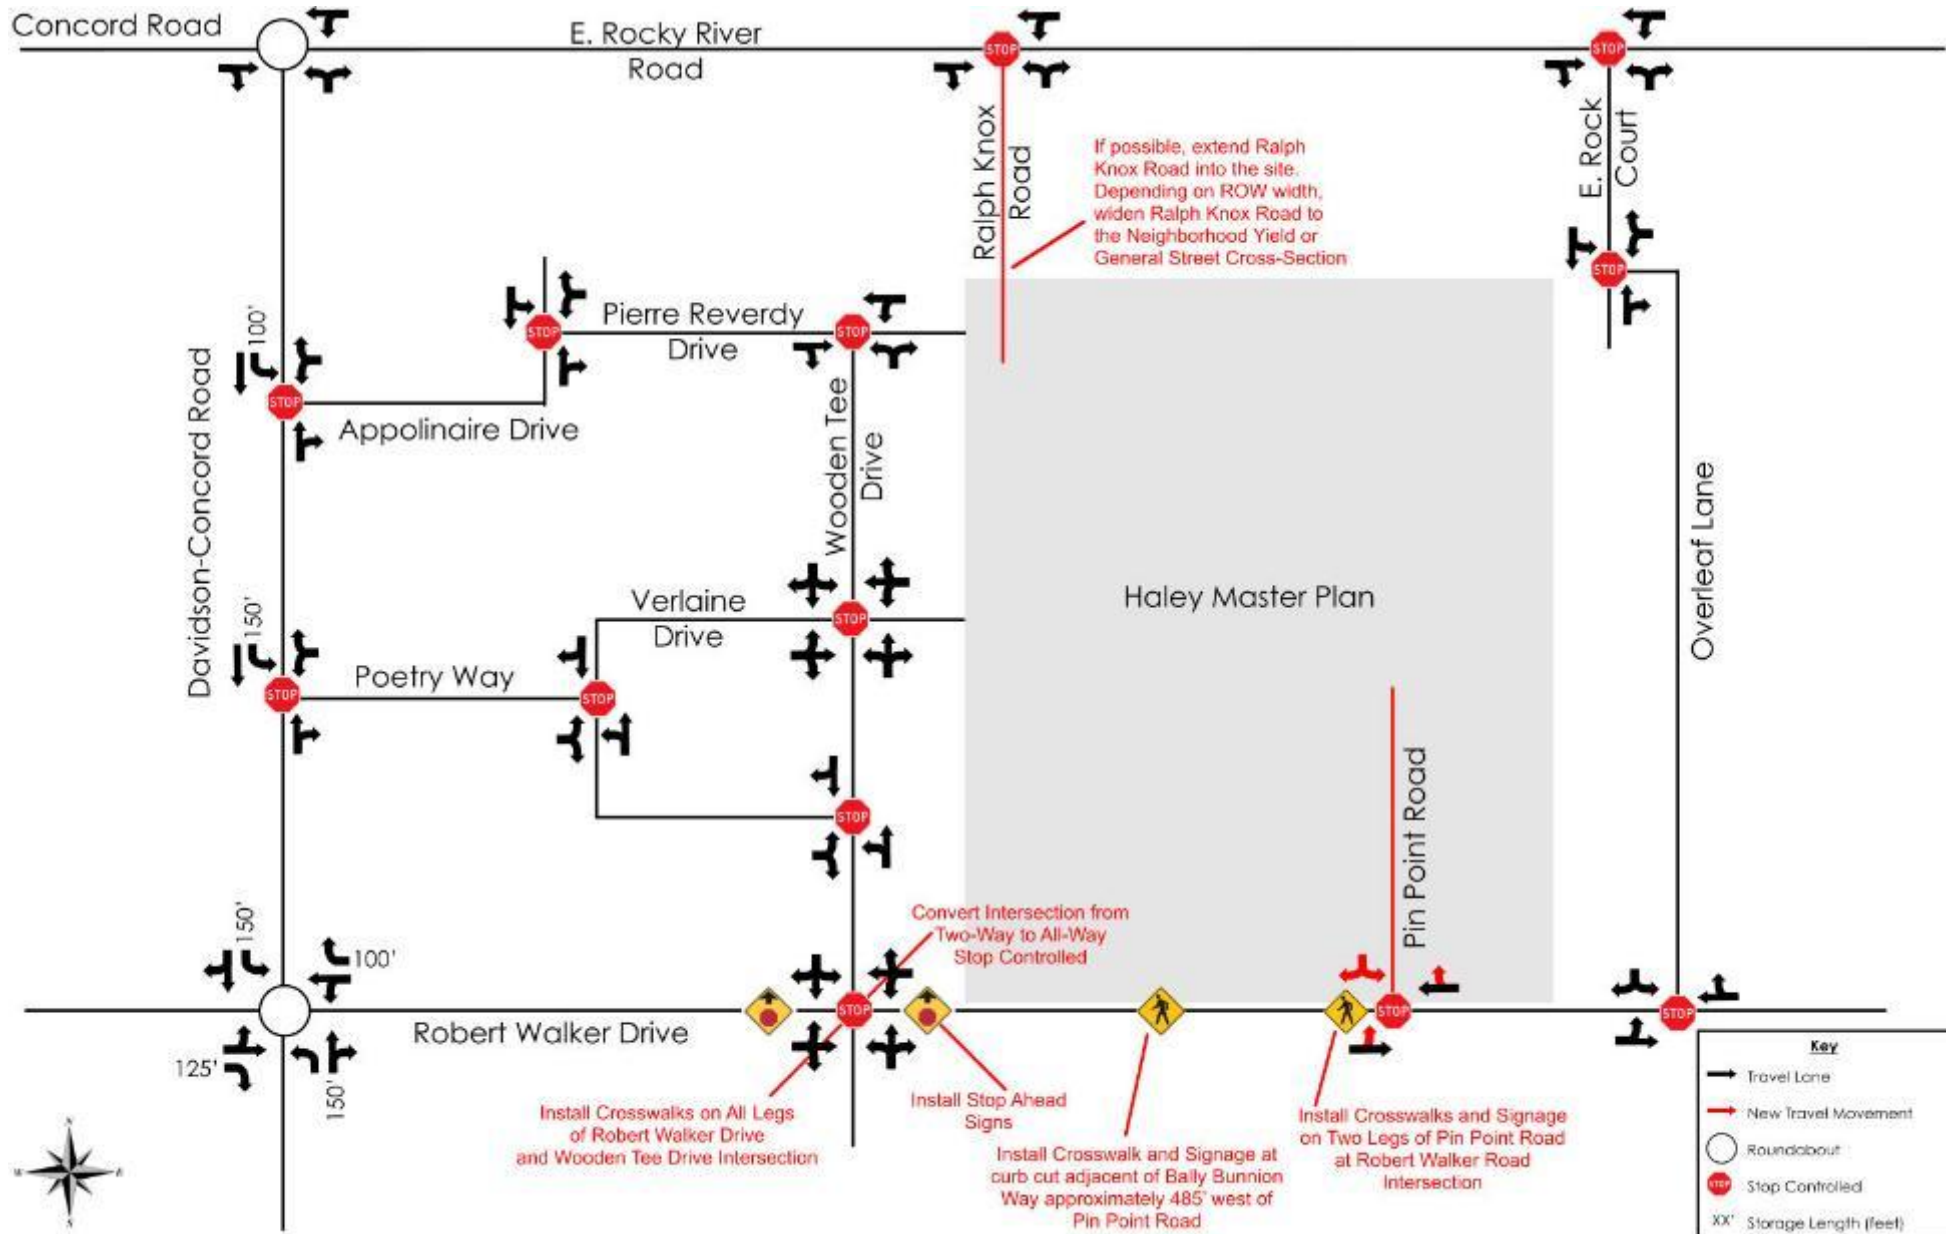 Concord Road
E. Rocky River
Road
STOP
STOP
Ralph Knox
Road
E. Rock
Court
If possible, extend Ralph
Knox Road into the site.
Depending on ROW width,
widen Ralph Knox Road to
the Neighborhood Yield or
General Street Cross-Section
STOP
Pierre Reverdy
Drive
STOP
STOP
100'
STOP
Appolinaire Drive
Davidson-Concord Road
Wooden Tee
Drive
Overleaf Lane
Haley Master Plan
Verlaine
Drive
STOP
150'
STOP
Poetry Way
STOP
STOP
Pin Point Road
Convert Intersection from
Two-Way to All-Way
Stop Controlled
150'
100'
STOP
STOP
STOP
Robert Walker Drive
125'
150'
Install Crosswalks on All Legs
of Robert Walker Drive
and Wooden Tee Drive Intersection
Install Stop Ahead
Signs
Install Crosswalk and Signage at
curb cut adjacent of Bally Bunnion
Way approximately 485' west of
Pin Point Road
Install Crosswalks and Signage
on Two Legs of Pin Point Road
at Robert Walker Road
Intersection
Key
Travel Lane
New Travel Movement
Roundabout
STOP Stop Controlled
XX' Storage Length (feet)
N
W E
S